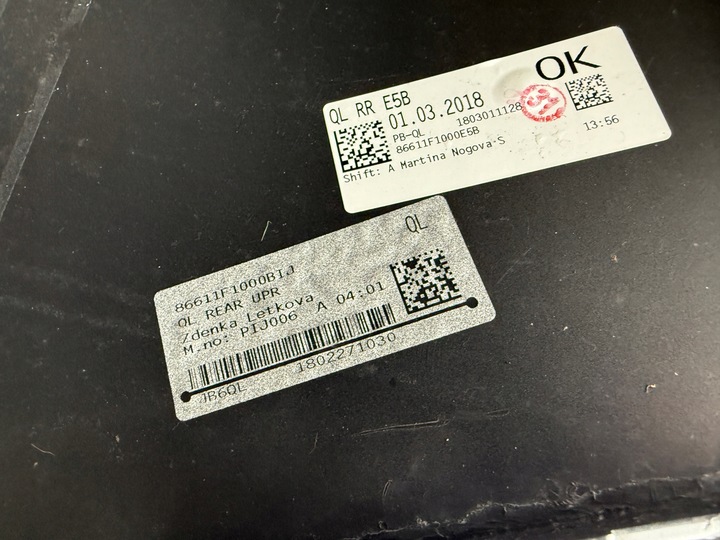 QL RR E5B
OK
01.03.2018
PB-QL 1803011128
86611F1000E5B
13:56
Shift: A Martina Nogova-S
QL
86611F1000BIJ
QL REAR UPR
Zdenka Letkova
M.no: PIJ006 A 04:01
JB6QL 1802271030